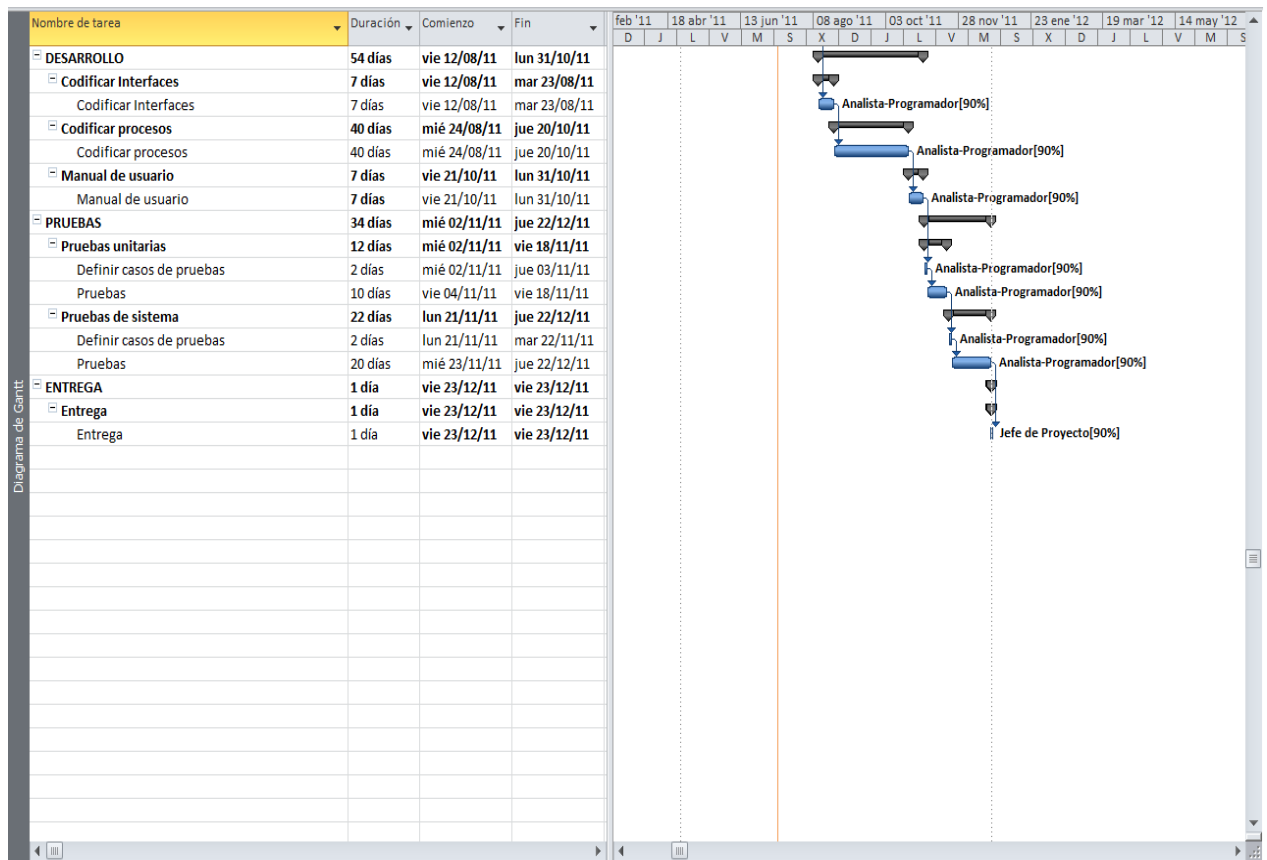 Nombre de tarea Duración Comienzo Fin feb '11 18 abr '11 13 jun '11 08 ago '11 03 oct '11 28 nov '11 23 ene '12 19 mar '12 14 may '12
D J L V M S X D J L V M S X D J L V M S
DESARROLLO 54 días vie 12/08/11 lun 31/10/11
Codificar Interfaces 7 días vie 12/08/11 mar 23/08/11
Codificar Interfaces 7 días vie 12/08/11 mar 23/08/11 Analista-Programador[90%]
Codificar procesos 40 días mié 24/08/11 jue 20/10/11
Codificar procesos 40 días mié 24/08/11 jue 20/10/11 Analista-Programador[90%]
Manual de usuario 7 días vie 21/10/11 lun 31/10/11
Manual de usuario 7 días vie 21/10/11 lun 31/10/11 Analista-Programador[90%]
PRUEBAS 34 días mié 02/11/11 jue 22/12/11
Pruebas unitarias 12 días mié 02/11/11 vie 18/11/11
Definir casos de pruebas 2 días mié 02/11/11 jue 03/11/11 Analista-Programador[90%]
Pruebas 10 días vie 04/11/11 vie 18/11/11 Analista-Programador[90%]
Pruebas de sistema 22 días lun 21/11/11 jue 22/12/11
Definir casos de pruebas 2 días lun 21/11/11 mar 22/11/11 Analista-Programador[90%]
Pruebas 20 días mié 23/11/11 jue 22/12/11 Analista-Programador[90%]
ENTREGA 1 día vie 23/12/11 vie 23/12/11
Entrega 1 día vie 23/12/11 vie 23/12/11
Entrega 1 día vie 23/12/11 vie 23/12/11 Jefe de Proyecto[90%]
Diagrama de Gantt